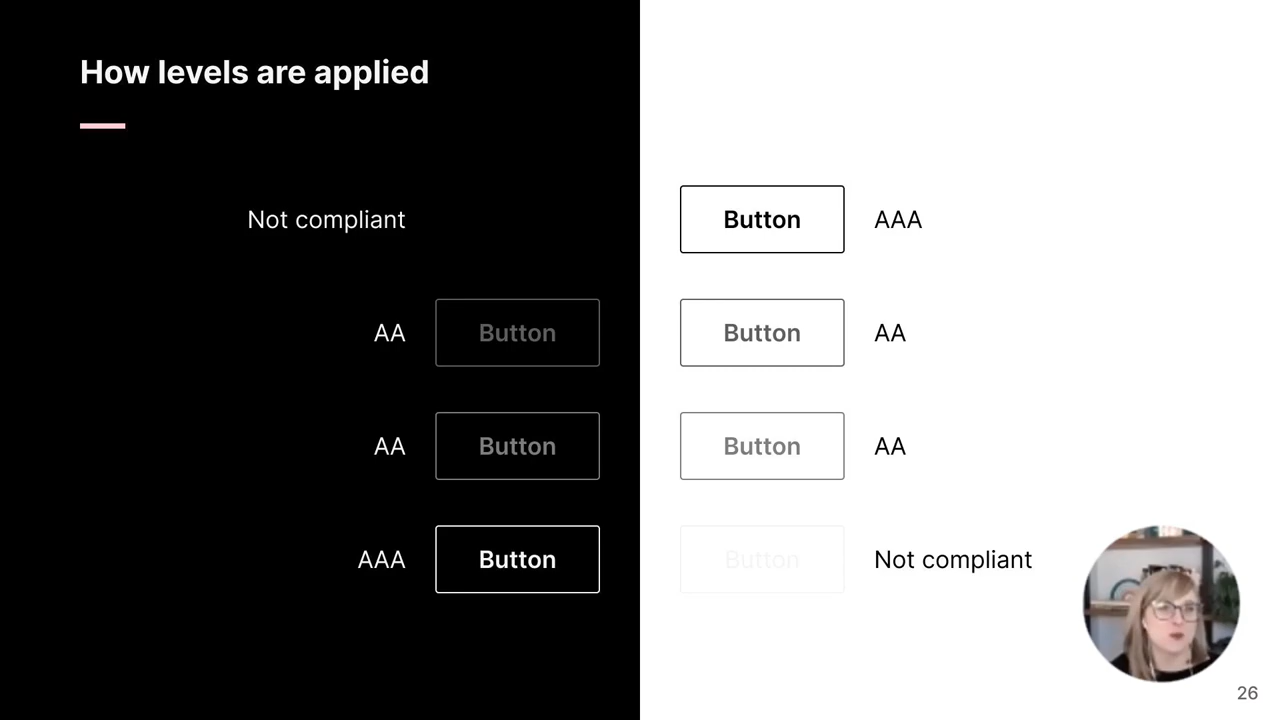 How levels are applied
Not compliant
AA Button
AA Button
AAA Button
Button AAA
Button AA
Button AA
Button Not compliant
26